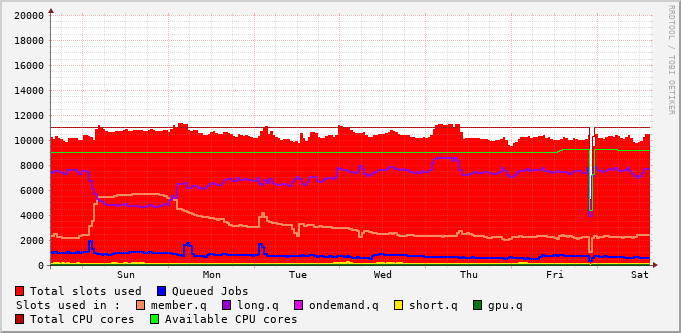 20000
18000
16000
14000
12000
10000
8000
6000
4000
2000
0
Sun Mon Tue Wed Thu Fri Sat
RRDTOOL / TOBI OETIKER
Total slots used Queued Jobs
Slots used in : member.q long.q ondemand.q short.q gpu.q
Total CPU cores Available CPU cores